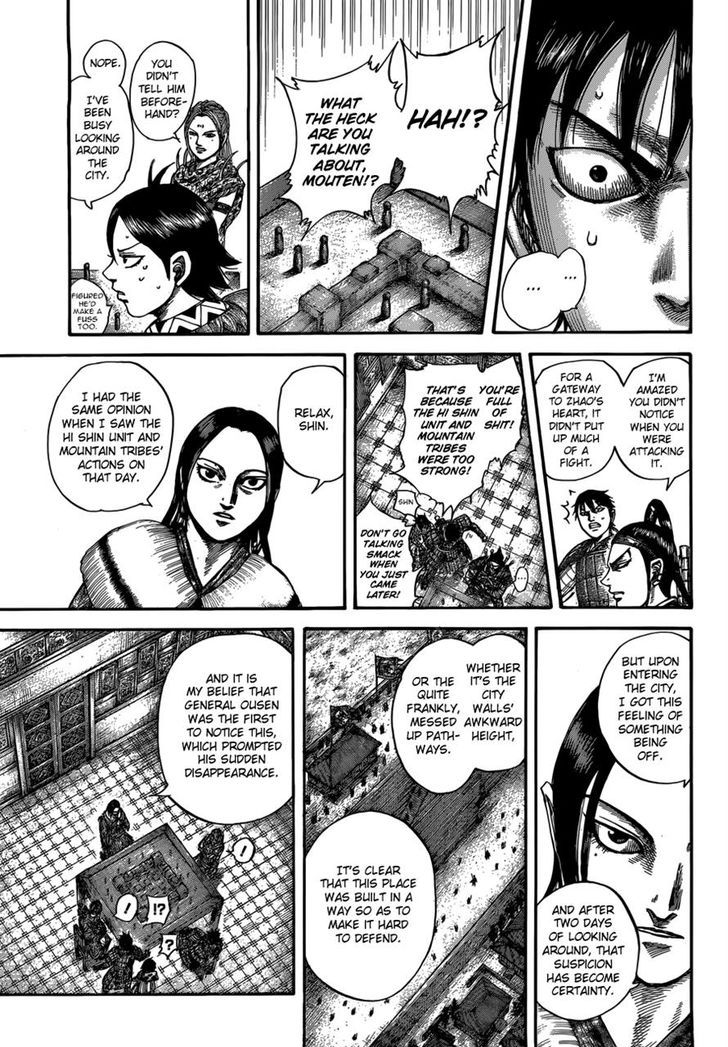 ...
...
HAH!?
WHAT
THE HECK
ARE YOU
TALKING
ABOUT,
MOUTEN!?
YOU
DIDN'T
TELL HIM
BEFORE-
HAND?
NOPE.
I'VE
BEEN
BUSY
LOOKING
AROUND
THE
CITY.
FIGURED
HE'D
MAKE A
FUSS
TOO.
I'M
AMAZED
YOU DIDN'T
NOTICE
WHEN YOU
WERE
ATTACKING
IT.
FOR A
GATEWAY
TO ZHAO'S
HEART, IT
DIDN'T PUT
UP MUCH
OF A
FIGHT.
YOU'RE
FULL
OF
SHIT!
THAT'S
BECAUSE
THE HI SHIN
UNIT AND
MOUNTAIN
TRIBES
WERE TOO
STRONG!
SHIN
...
DON'T GO
TALKING
SMACK
WHEN
YOU JUST
CAME
LATER!
RELAX,
SHIN.
I HAD THE
SAME OPINION
WHEN I SAW THE
HI SHIN UNIT AND
MOUNTAIN TRIBES'
ACTIONS ON
THAT DAY.
BUT UPON
ENTERING
THE CITY,
I GOT THIS
FEELING OF
SOMETHING
BEING
OFF.
AND AFTER
TWO DAYS
OF LOOKING
AROUND, THAT
SUSPICION
HAS BECOME
CERTAINTY.
WHETHER
IT'S THE
CITY
WALLS'
AWKWARD
HEIGHT,
OR THE
QUITE
FRANKLY,
MESSED
UP PATH-
WAYS.
IT'S CLEAR
THAT THIS PLACE
WAS BUILT IN A
WAY SO AS TO
MAKE IT HARD
TO DEFEND.
AND IT IS
MY BELIEF THAT
GENERAL OUSEN
WAS THE FIRST
TO NOTICE THIS,
WHICH PROMPTED
HIS SUDDEN
DISAPPEARANCE.
!
!?
!
?